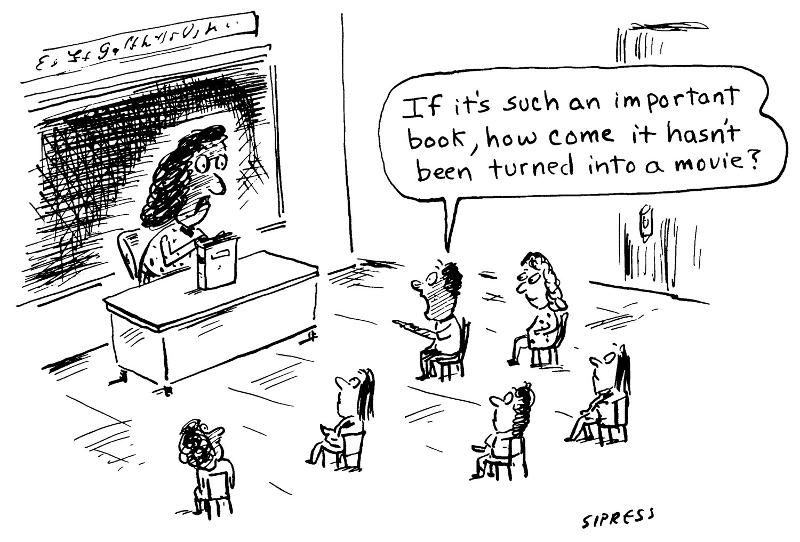 If it's such an important
book, how come it hasn't
been turned into a movie?
SIPRESS